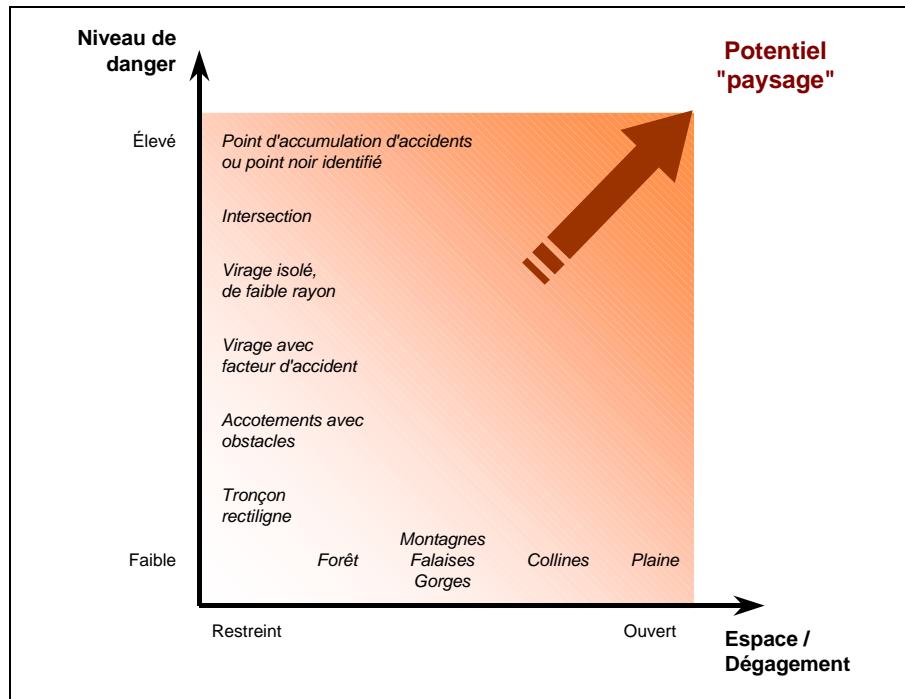 Niveau de
danger
Potentiel
"paysage"
Élevé
Point d'accumulation d'accidents
ou point noir identifié
Intersection
Virage isolé,
de faible rayon
Virage avec
facteur d'accident
Accotements avec
obstacles
Tronçon
rectiligne
Faible
Forêt
Montagnes
Falaises
Gorges
Collines
Plaine
Restreint
Ouvert
Espace /
Dégagement